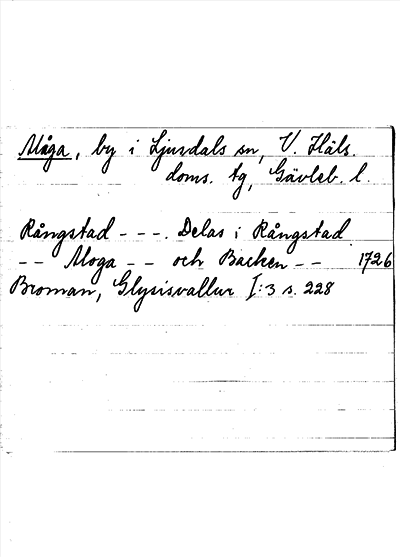 Måga, by i Ljusdals sn, V. Häls.
doms. tg, Gävleb. l.
Rångstad - - -. Delas i Rångstad
- - Moga - - och Backen - - 1726
Broman, Glysisvallur I:3 s. 228